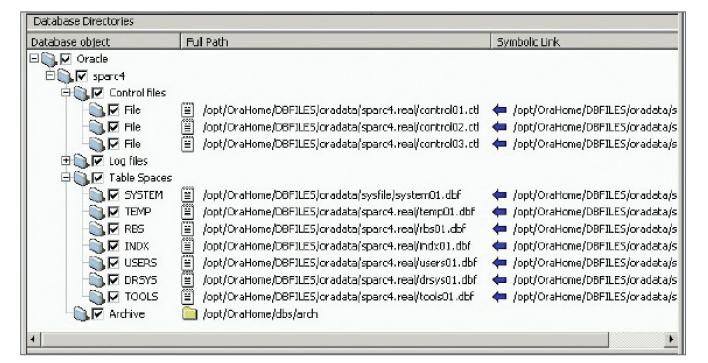 Database Directories
Database object Full Path Symbolic Link
Oracle
sparc4
Control files
File /opt/OraHome/DBFILES/oradata/sparc4.real/control01.ctl /opt/OraHome/DBFILES/oradata/s
File /opt/OraHome/DBFILES/oradata/sparc4.real/control02.ctl /opt/OraHome/DBFILES/oradata/s
File /opt/OraHome/DBFILES/oradata/sparc4.real/control03.ctl /opt/OraHome/DBFILES/oradata/s
Log files
Table Spaces
SYSTEM /opt/OraHome/DBFILES/oradata/sysfile/system01.dbf /opt/OraHome/DBFILES/oradata/s
TEMP /opt/OraHome/DBFILES/oradata/sparc4.real/temp01.dbf /opt/OraHome/DBFILES/oradata/s
RBS /opt/OraHome/DBFILES/oradata/sparc4.real/rbs01.dbf /opt/OraHome/DBFILES/oradata/s
INDX /opt/OraHome/DBFILES/oradata/sparc4.real/indx01.dbf /opt/OraHome/DBFILES/oradata/s
USERS /opt/OraHome/DBFILES/oradata/sparc4.real/users01.dbf /opt/OraHome/DBFILES/oradata/s
DRSYS /opt/OraHome/DBFILES/oradata/sparc4.real/drsys01.dbf /opt/OraHome/DBFILES/oradata/s
TOOLS /opt/OraHome/DBFILES/oradata/sparc4.real/tools01.dbf /opt/OraHome/DBFILES/oradata/s
Archive /opt/OraHome/dbs/arch